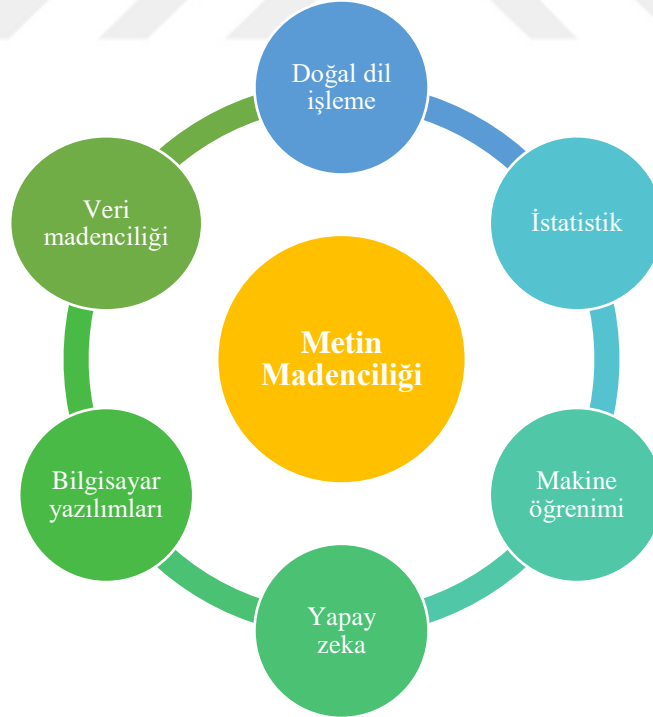 Doğal dil
işleme
İstatistik
Makine
öğrenimi
Yapay
zeka
Bilgisayar
yazılımları
Veri
madenciliği
Metin
Madenciliği